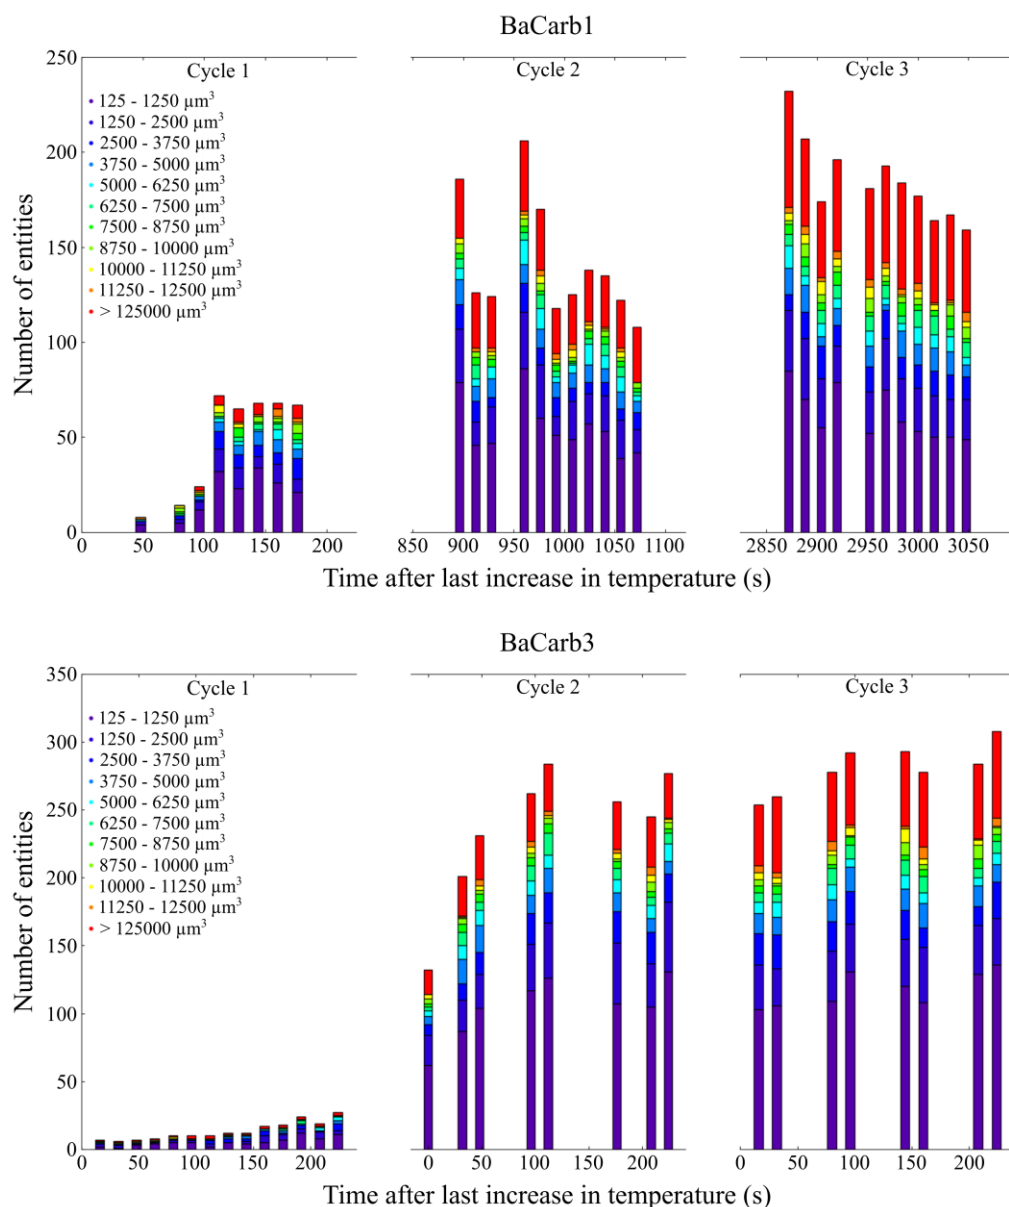 BaCarb1
250
200
150
100
50
0
Number of entities
Cycle 1
Cycle 2
Cycle 3
125 - 1250 µm³
1250 - 2500 µm³
2500 - 3750 µm³
3750 - 5000 µm³
5000 - 6250 µm³
6250 - 7500 µm³
7500 - 8750 µm³
8750 - 10000 µm³
10000 - 11250 µm³
11250 - 12500 µm³
> 125000 µm³
0 50 100 150 200
850 900 950 1000 1050 1100
2850 2900 2950 3000 3050
Time after last increase in temperature (s)
BaCarb3
350
300
250
200
150
100
50
0
Number of entities
Cycle 1
Cycle 2
Cycle 3
125 - 1250 µm³
1250 - 2500 µm³
2500 - 3750 µm³
3750 - 5000 µm³
5000 - 6250 µm³
6250 - 7500 µm³
7500 - 8750 µm³
8750 - 10000 µm³
10000 - 11250 µm³
11250 - 12500 µm³
> 125000 µm³
0 50 100 150 200
0 50 100 150 200
0 50 100 150 200
Time after last increase in temperature (s)